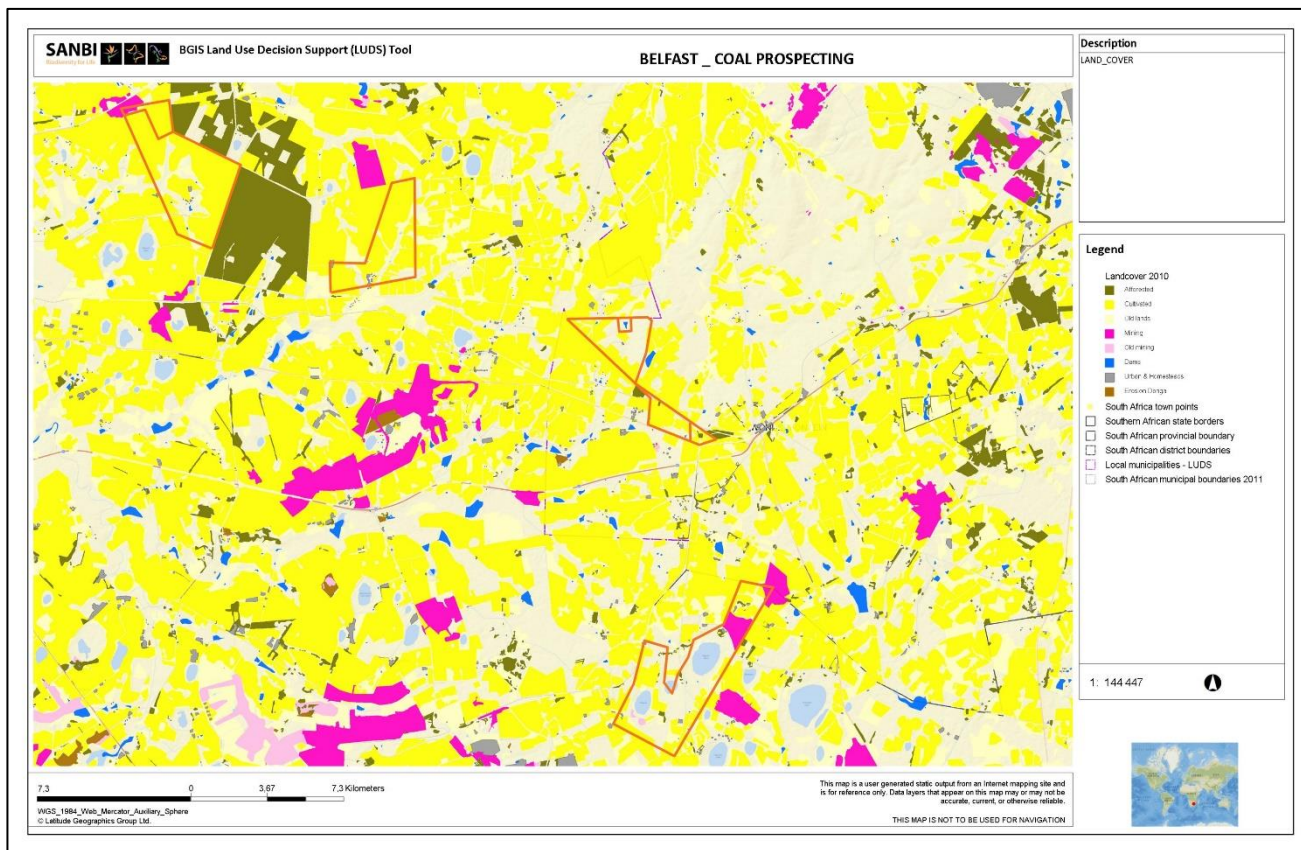 SANBI
Biodiversity for Life
BGIS Land Use Decision Support (LUDS) Tool
BELFAST _ COAL PROSPECTING
Description
LAND_COVER
Legend
Landcover 2010
Afforested
Cultivated
Old lands
Mining
Old mining
Dams
Urban & Homesteads
Erosion Donga
South Africa town points
Southern African state borders
South African provincial boundary
South African district boundaries
Local municipalities - LUDS
South African municipal boundaries 2011
1: 144 447
7.3
0
3.67
7.3 Kilometers
WGS_1984_Web_Mercator_Auxiliary_Sphere
© Latitude Geographics Group Ltd.
This map is a user generated static output from an Internet mapping site and
is for reference only. Data layers that appear on this map may or may not be
accurate, current, or otherwise reliable.
THIS MAP IS NOT TO BE USED FOR NAVIGATION